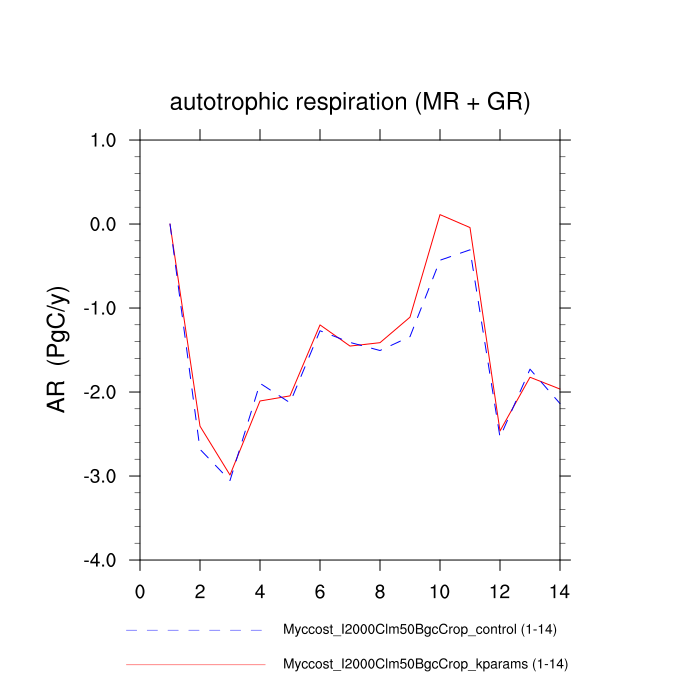 autotrophic respiration (MR + GR)
AR (PgC/y)
1.0
0.0
-1.0
-2.0
-3.0
-4.0
0 2 4 6 8 10 12 14
Myccost_I2000Clm50BgcCrop_control (1-14)
Myccost_I2000Clm50BgcCrop_kparams (1-14)